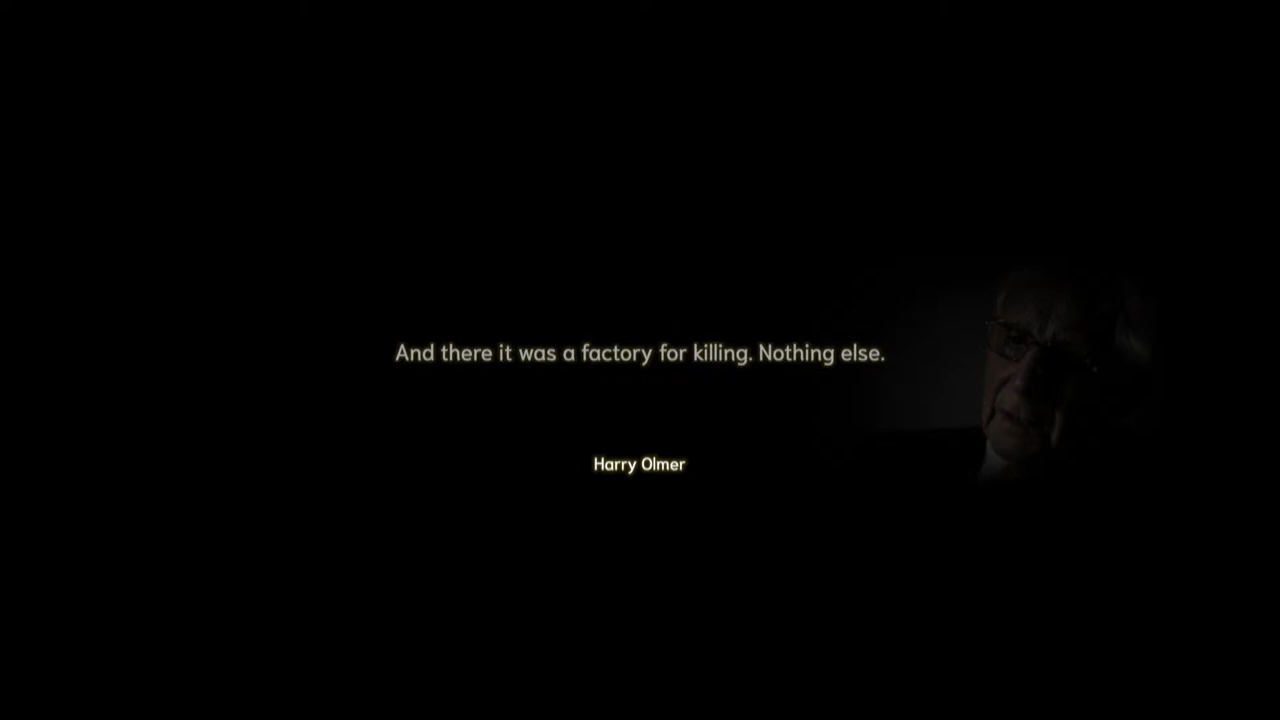 And there it was a factory for killing. Nothing else.
Harry Olmer